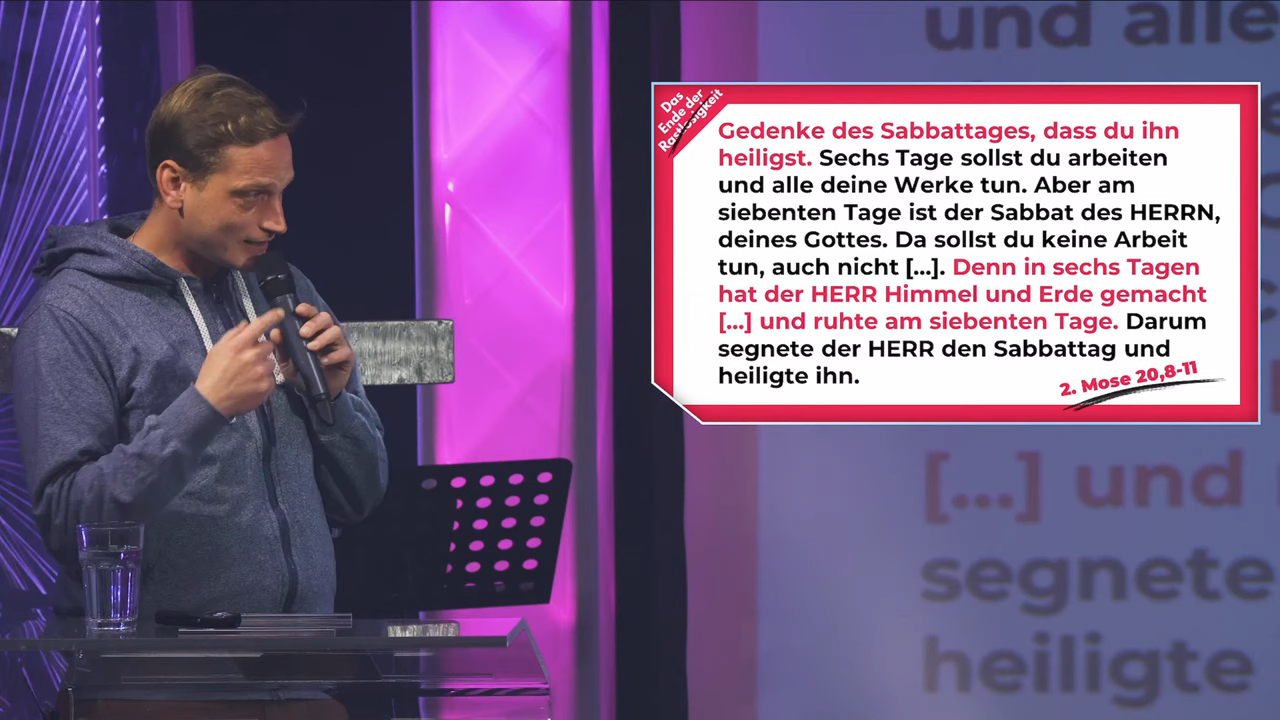 Das
Ende der
Rastlosigkeit
Gedenke des Sabbattages, dass du ihn
heiligst. Sechs Tage sollst du arbeiten
und alle deine Werke tun. Aber am
siebenten Tage ist der Sabbat des HERRN,
deines Gottes. Da sollst du keine Arbeit
tun, auch nicht [...]. Denn in sechs Tagen
hat der HERR Himmel und Erde gemacht
[...] und ruhte am siebenten Tage. Darum
segnete der HERR den Sabbattag und
heiligte ihn.
2. Mose 20,8-11
und alle
[...] und
segnete
heiligte